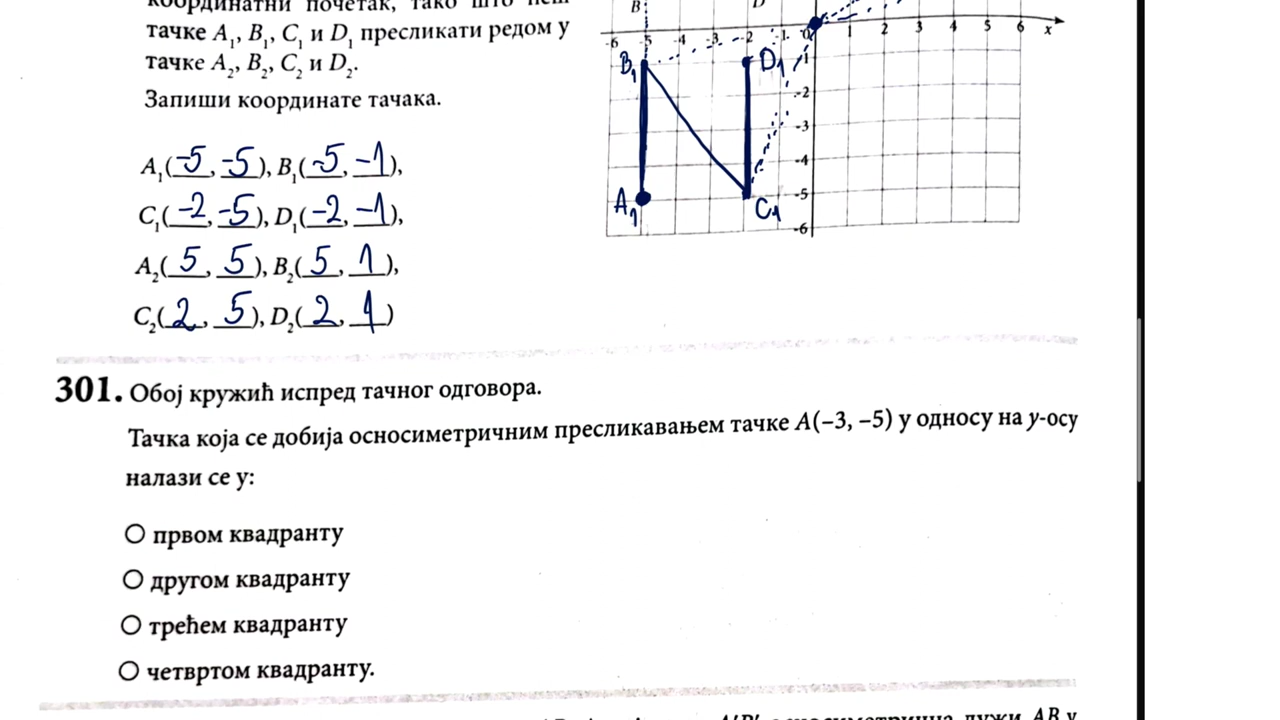 координатни почетак, тако што ћеш
тачке A₁, B₁, C₁ и D₁ пресликати редом у
тачке A₂, B₂, C₂ и D₂.
Запиши координате тачака.
A₁(-5, -5), B₁(-5, -1),
C₁(-2, -5), D₁(-2, -1),
A₂(5, 5), B₂(5, 1),
C₂(2, 5), D₂(2, 1)
B D
-6 -5 -4 -3 -2 -1 0 1 2 3 4 5 6 x
B₁ D₁
-2
-3
-4
A₁ C₁ -5
-6
301. Обој кружић испред тачног одговора.
Тачка која се добија осносиметричним пресликавањем тачке A(–3, –5) у односу на y-осу
налази се у:
првом квадранту
другом квадранту
трећем квадранту
четвртом квадранту.
A'B' осносиметрична дужи AB у